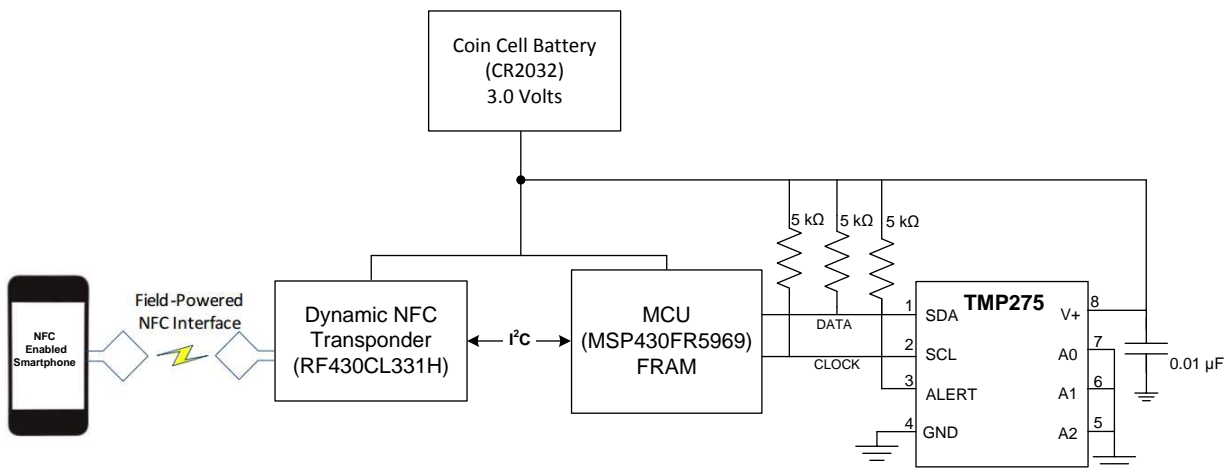 Coin Cell Battery
(CR2032)
3.0 Volts
5 kΩ
5 kΩ
5 kΩ
NFC
Enabled
Smartphone
Field-Powered
NFC Interface
Dynamic NFC
Transponder
(RF430CL331H)
I²C
MCU
(MSP430FR5969)
FRAM
DATA
CLOCK
TMP275
1
SDA
2
SCL
3
ALERT
4
GND
8
V+
7
A0
6
A1
5
A2
0.01 µF